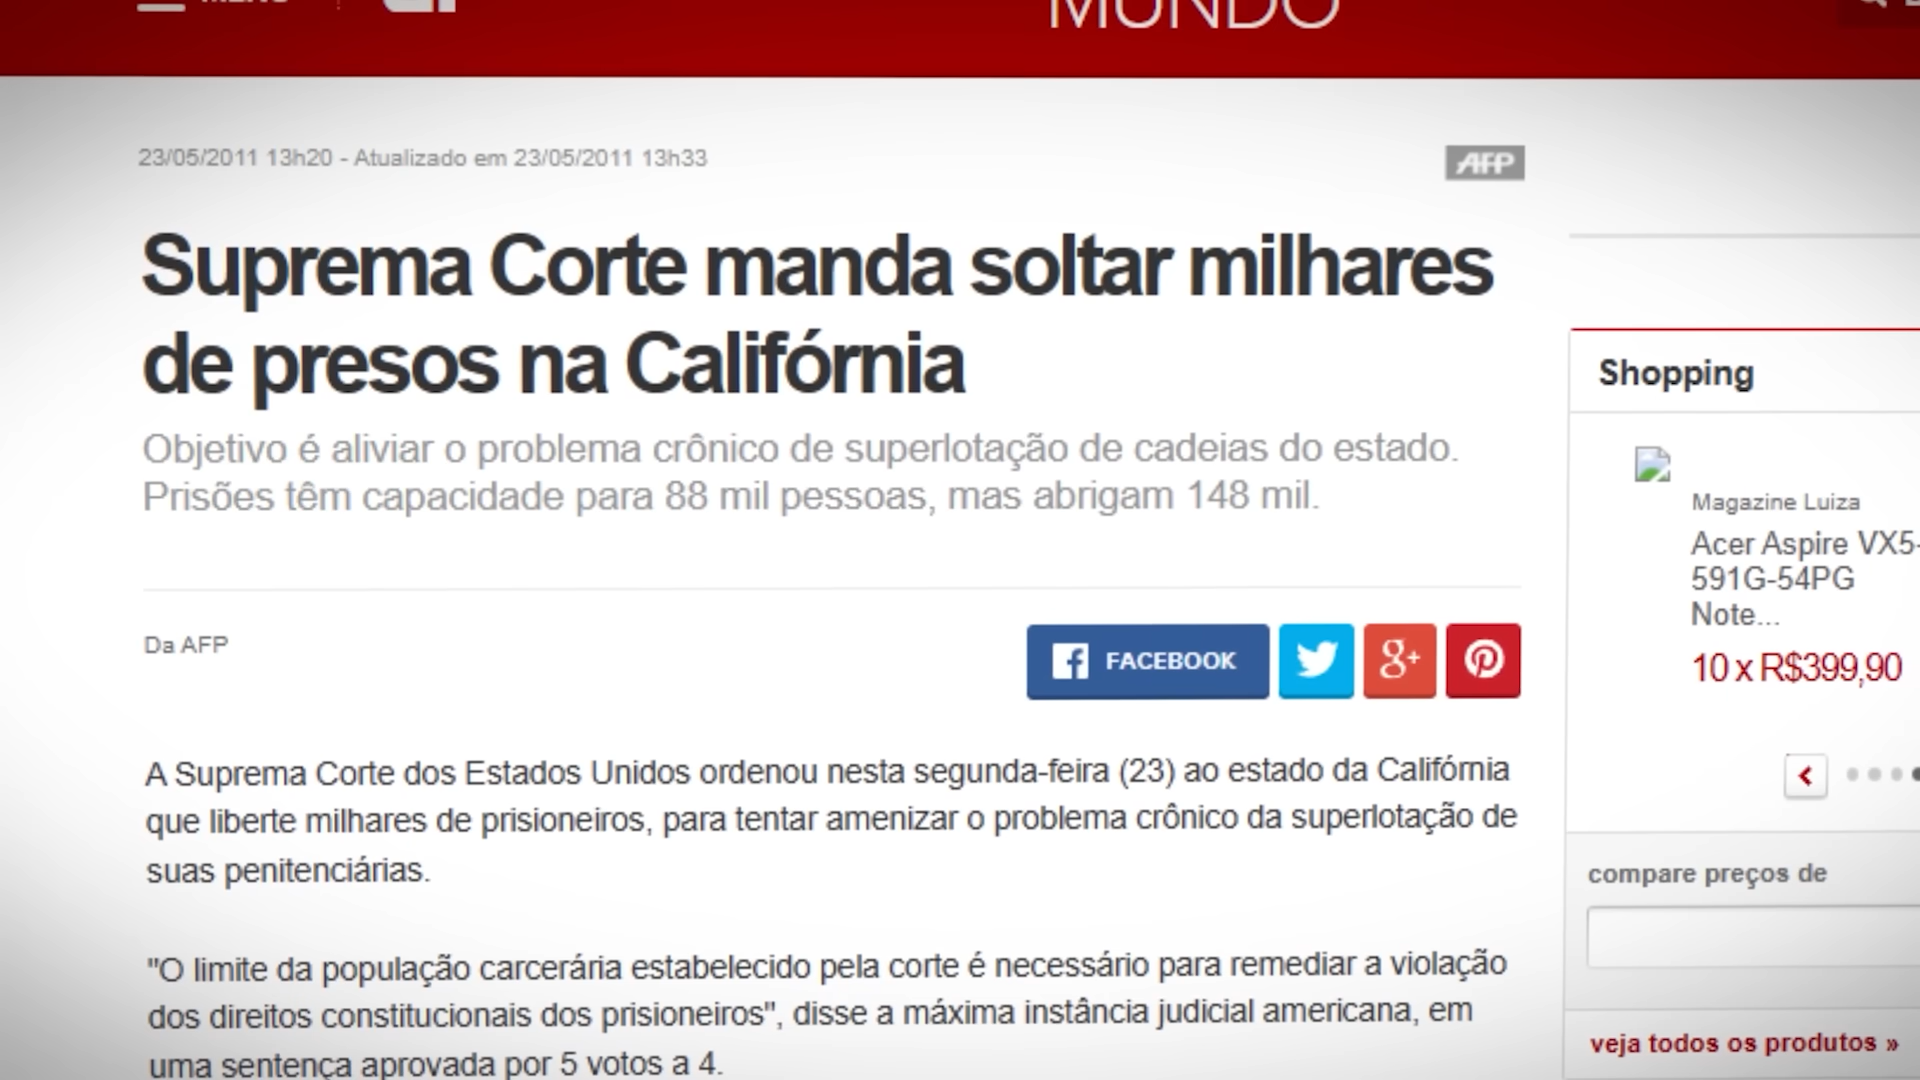 MENU
G1
MUNDO
23/05/2011 13h20 - Atualizado em 23/05/2011 13h33
AFP
Suprema Corte manda soltar milhares
de presos na Califórnia
Objetivo é aliviar o problema crônico de superlotação de cadeias do estado.
Prisões têm capacidade para 88 mil pessoas, mas abrigam 148 mil.
Da AFP
FACEBOOK
g+
A Suprema Corte dos Estados Unidos ordenou nesta segunda-feira (23) ao estado da Califórnia
que liberte milhares de prisioneiros, para tentar amenizar o problema crônico da superlotação de
suas penitenciárias.
"O limite da população carcerária estabelecido pela corte é necessário para remediar a violação
dos direitos constitucionais dos prisioneiros", disse a máxima instância judicial americana, em
uma sentença aprovada por 5 votos a 4.
Shopping
Magazine Luiza
Acer Aspire VX5-
591G-54PG
Note...
10 x R$399,90
compare preços de
veja todos os produtos »